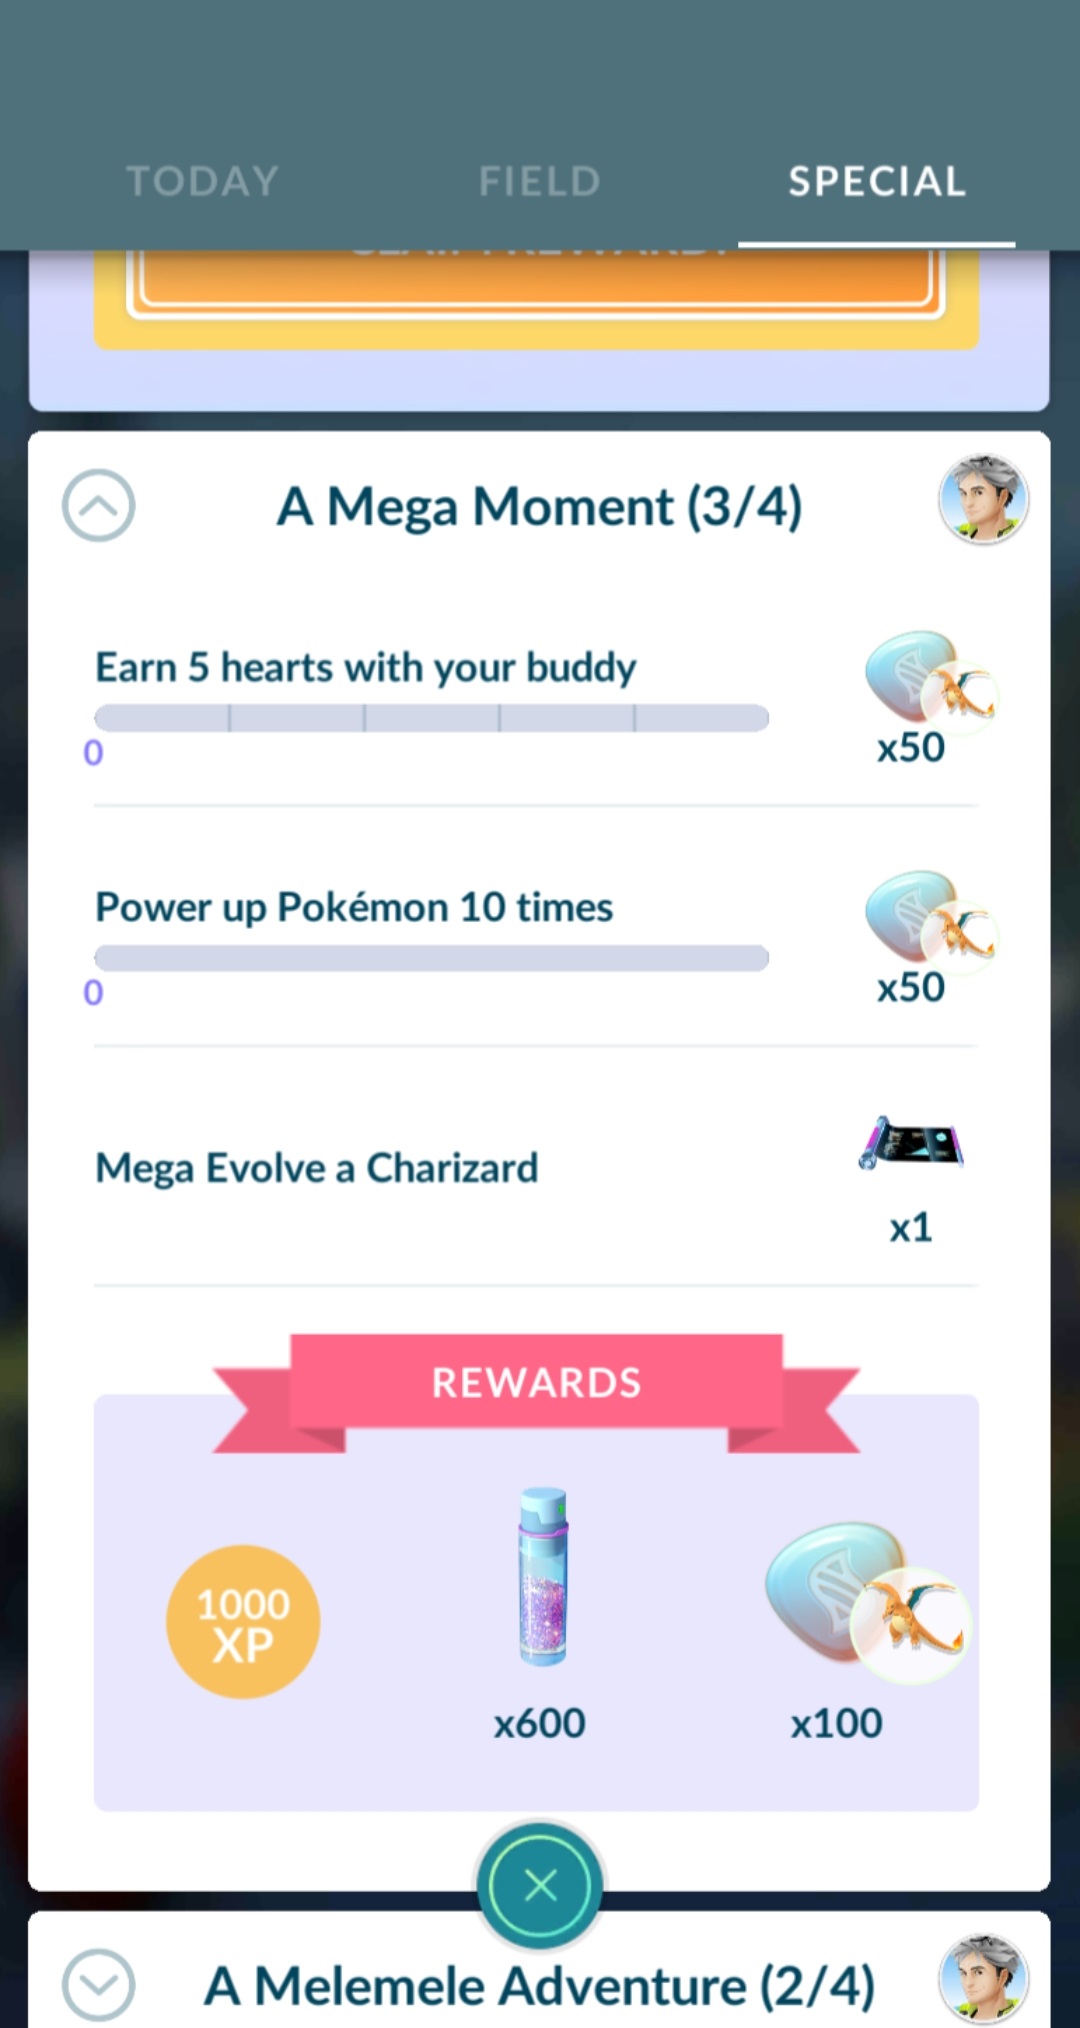 TODAY
FIELD
SPECIAL
A Mega Moment (3/4)
Earn 5 hearts with your buddy
0
x50
Power up Pokémon 10 times
0
x50
Mega Evolve a Charizard
x1
REWARDS
1000
XP
x600
x100
A Melemele Adventure (2/4)